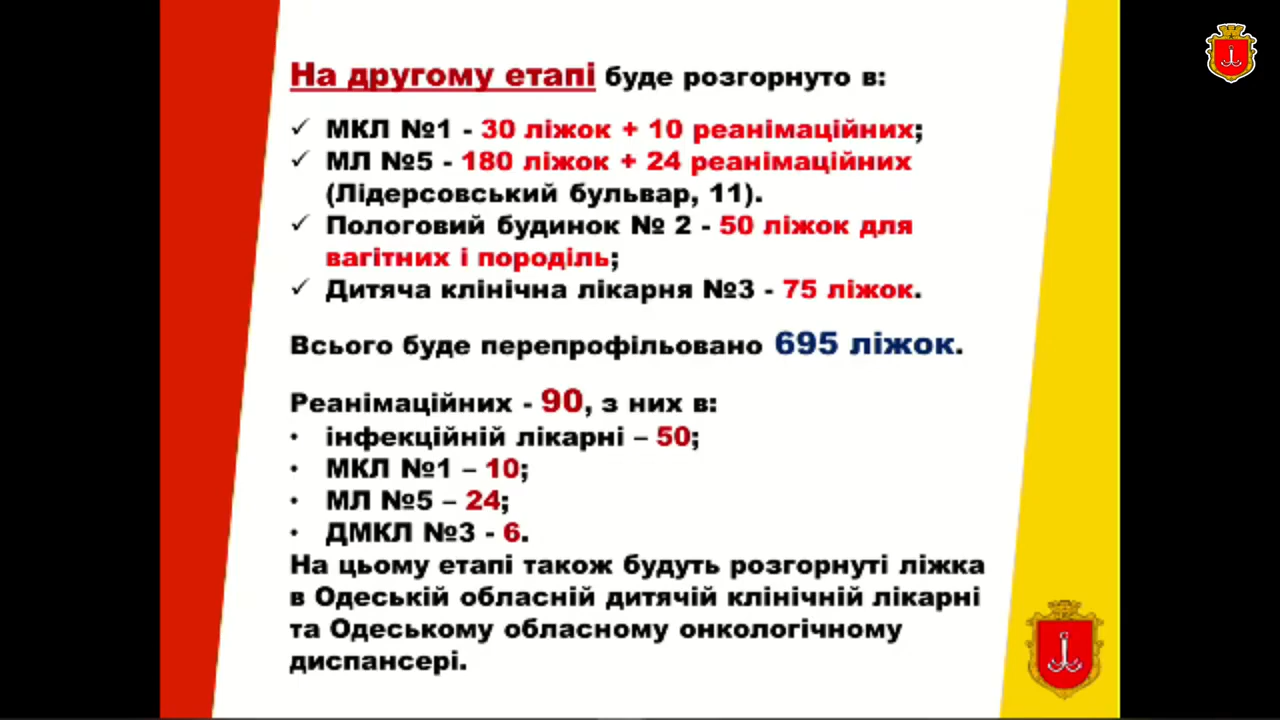 На другому етапі буде розгорнуто в:
✓ МКЛ №1 - 30 ліжок + 10 реанімаційних;
✓ МЛ №5 - 180 ліжок + 24 реанімаційних
(Лідерсовський бульвар, 11).
✓ Пологовий будинок № 2 - 50 ліжок для
вагітних і породіль;
✓ Дитяча клінічна лікарня №3 - 75 ліжок.
Всього буде перепрофільовано 695 ліжок.
Реанімаційних - 90, з них в:
• інфекційній лікарні – 50;
• МКЛ №1 – 10;
• МЛ №5 – 24;
• ДМКЛ №3 - 6.
На цьому етапі також будуть розгорнуті ліжка
в Одеській обласній дитячій клінічній лікарні
та Одеському обласному онкологічному
диспансері.